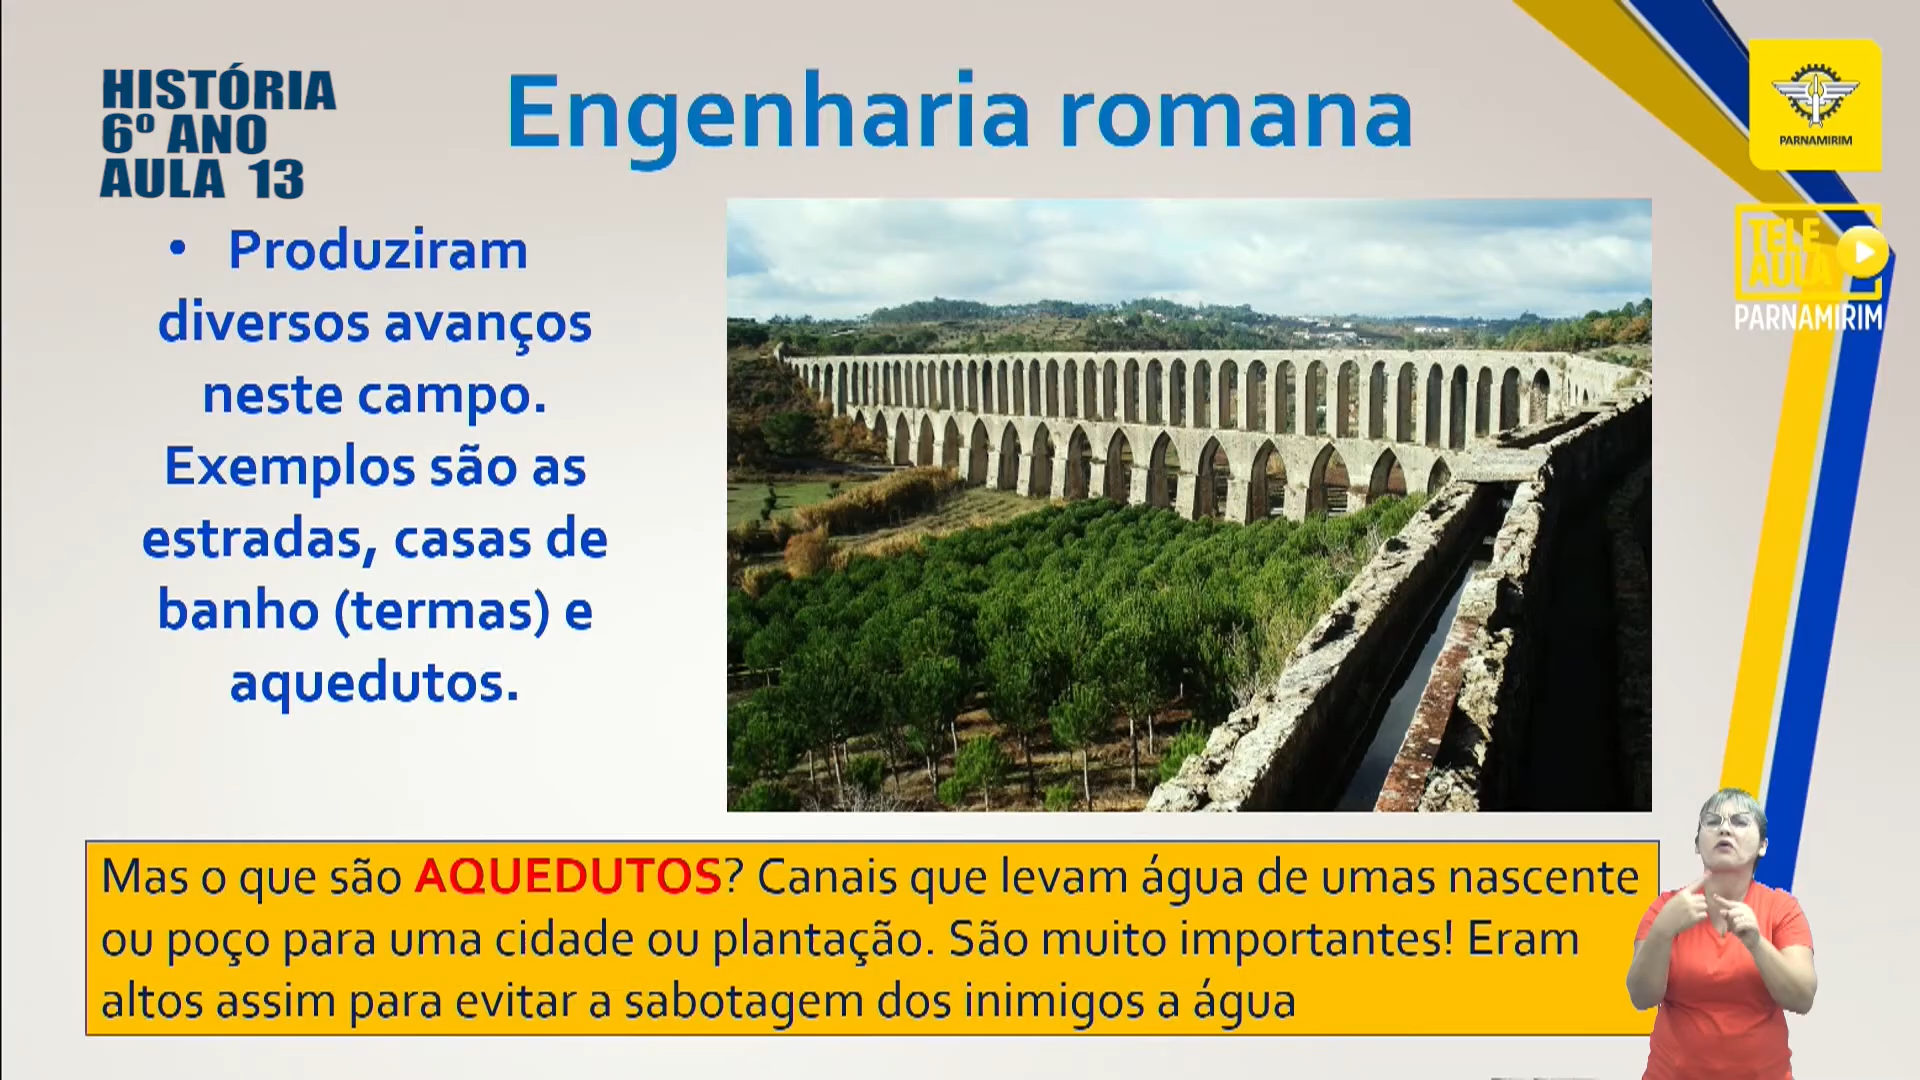 HISTÓRIA
6º ANO
AULA 13
Engenharia romana
• Produziram
diversos avanços
neste campo.
Exemplos são as
estradas, casas de
banho (termas) e
aquedutos.
Mas o que são AQUEDUTOS? Canais que levam água de umas nascente
ou poço para uma cidade ou plantação. São muito importantes! Eram
altos assim para evitar a sabotagem dos inimigos a água
PARNAMIRIM
TELE
AULA
PARNAMIRIM